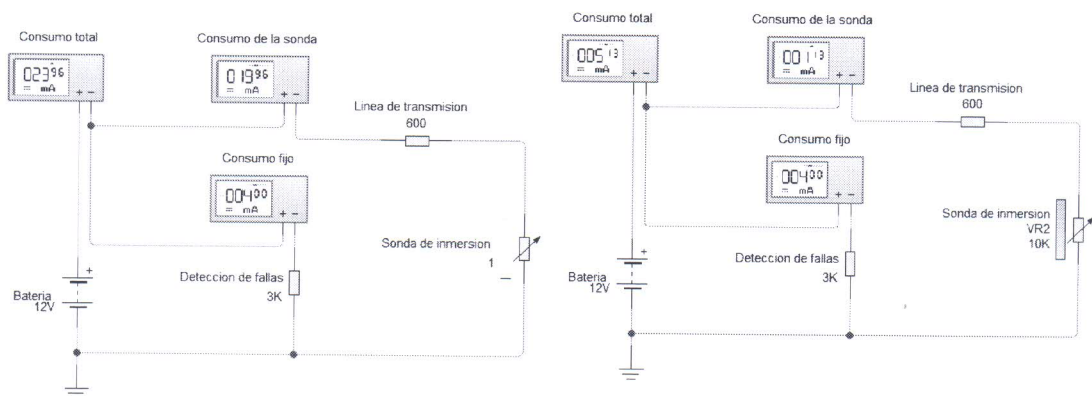 Consumo total
023.96
= mA
+ -
Consumo de la sonda
019.96
= mA
+ -
Linea de transmision
600
Consumo fijo
004.00
= mA
+ -
Sonda de inmersion
1
Deteccion de fallas
3K
+
Bateria
12V
Consumo total
005.13
= mA
+ -
Consumo de la sonda
001.13
= mA
+ -
Linea de transmision
600
Consumo fijo
004.00
= mA
+ -
Sonda de inmersion
VR2
10K
Deteccion de fallas
3K
+
Bateria
12V